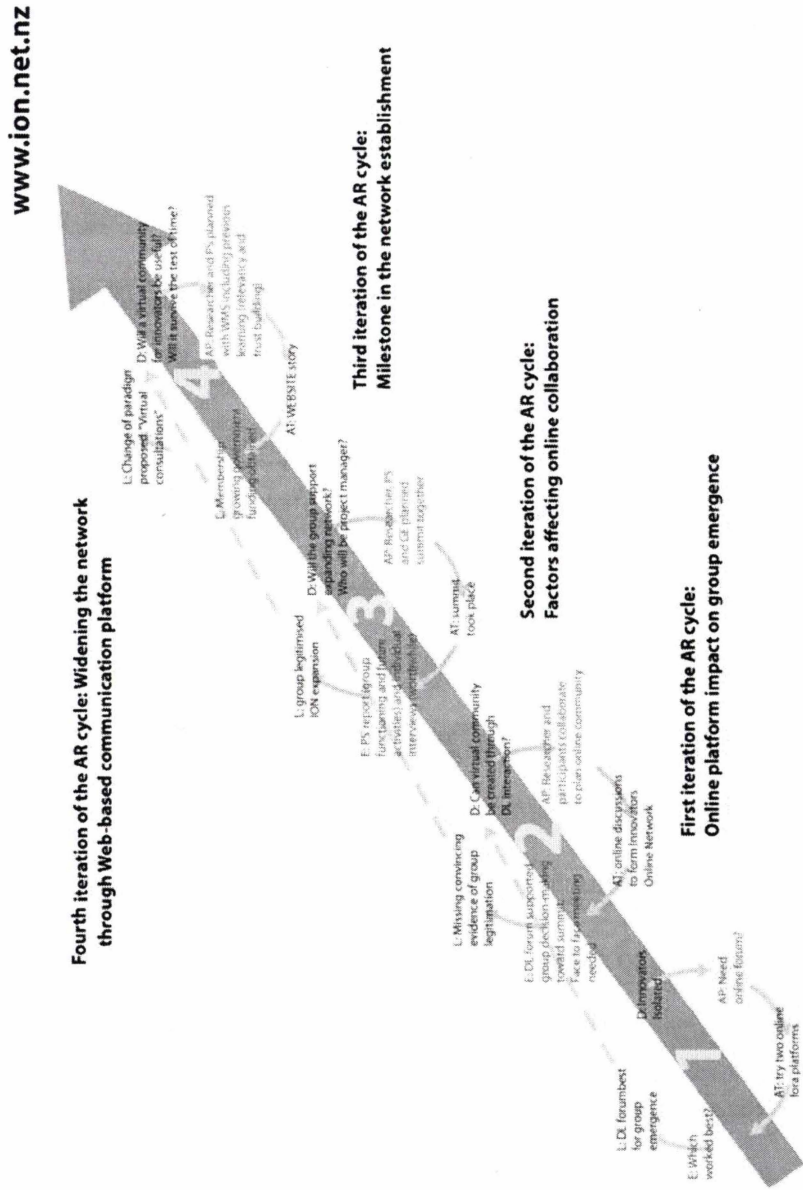 www.ion.net.nz
Fourth iteration of the AR cycle: Widening the network
through Web-based communication platform
L: Change of paradigm
proposed: "Virtual
consultations"
D: Will a virtual community
for innovators be useful?
Will it survive the test of time?
4
AP: Researcher and PS planned
with WMS including previous
learning (relevancy and
trust building)
AT: WEBSITE story
L: Membership
growing government
funding obtained
Third iteration of the AR cycle:
Milestone in the network establishment
L: group legitimised
ION expansion
D: Will the group support
expanding network?
Who will be project manager?
3
AP: Researcher, PS
and GE planned
summit together
AT: summit
took place
E: PS report (group
functioning and future
activities) and individual
interviews (worthwhile)
Second iteration of the AR cycle:
Factors affecting online collaboration
L: Missing convincing
evidence of group
legitimation
D: Can virtual community
be created through
DL interaction?
2
AP: Researcher and
participants collaborate
to plan online community
AT: online discussions
to form Innovators
Online Network
E: DL forum supported
group decision-making
toward summit.
Face to face meeting
needed
First iteration of the AR cycle:
Online platform impact on group emergence
L: DL forum best
for group
emergence
D: Innovators
Isolated
1
AP: Need
online forum?
AT: try two online
fora platforms
E: Which
worked best?